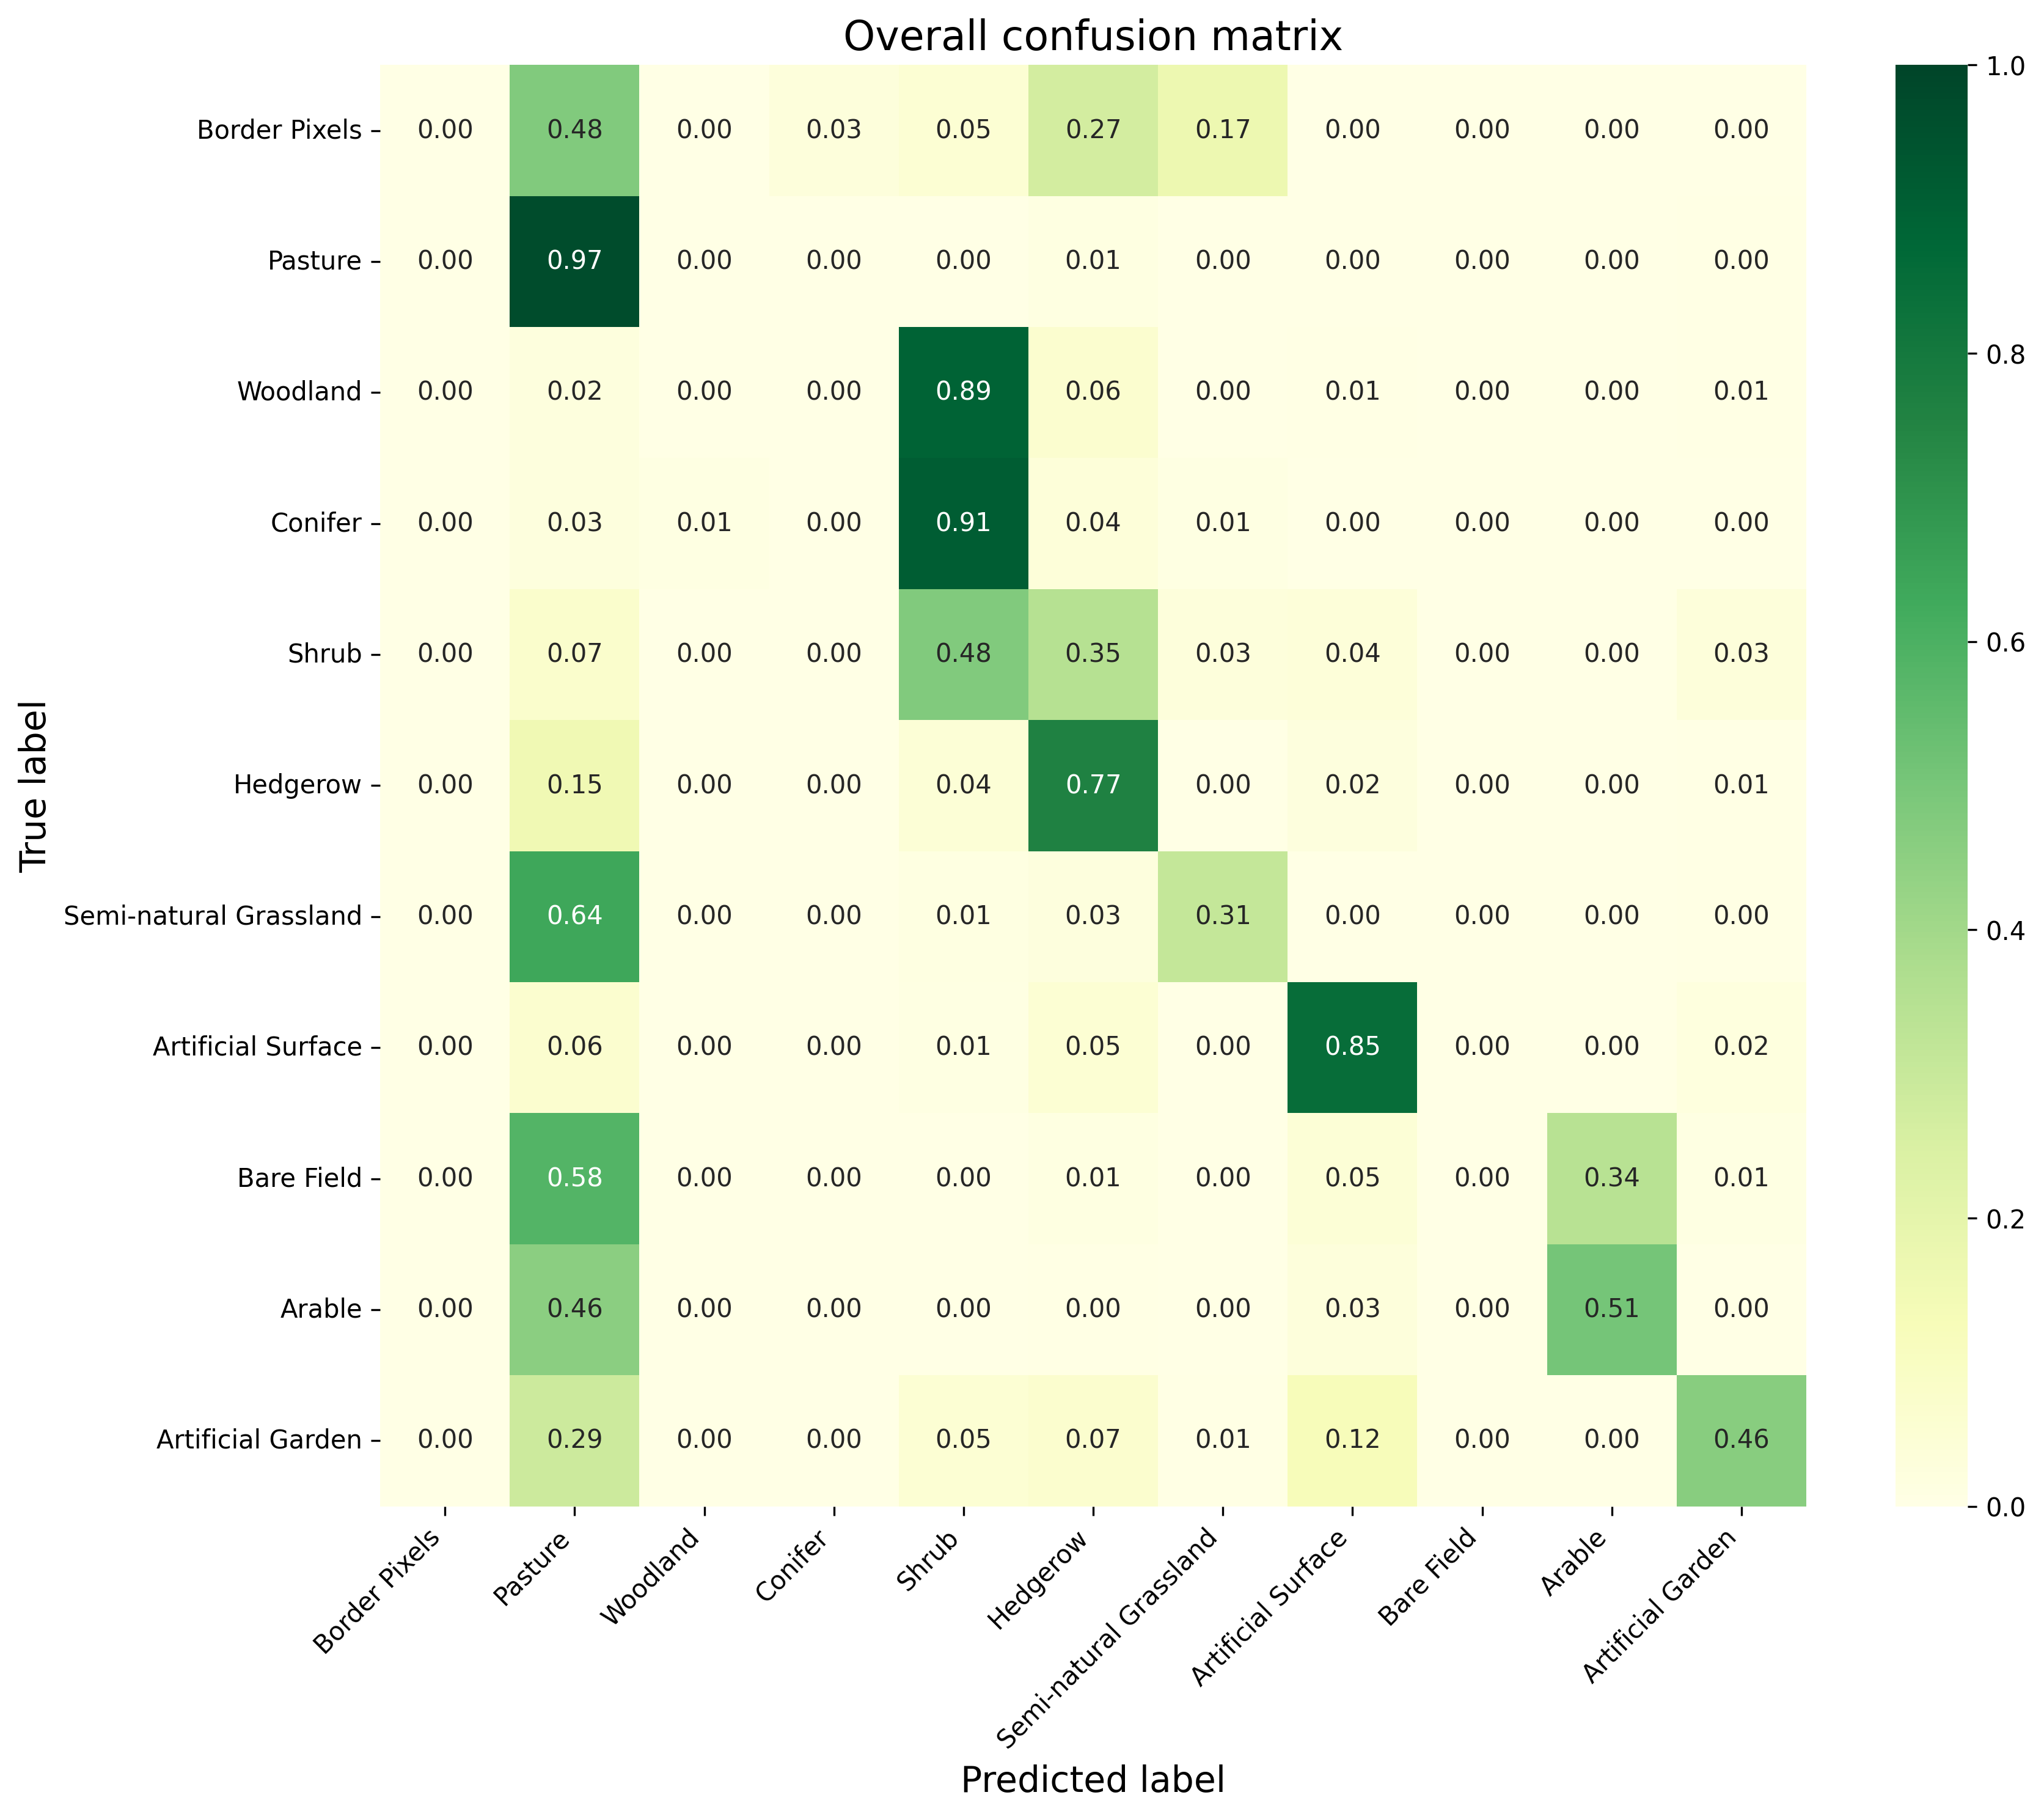 Overall confusion matrix
True label
Border Pixels 0.00 0.48 0.00 0.03 0.05 0.27 0.17 0.00 0.00 0.00 0.00
Pasture 0.00 0.97 0.00 0.00 0.00 0.01 0.00 0.00 0.00 0.00 0.00
Woodland 0.00 0.02 0.00 0.00 0.89 0.06 0.00 0.01 0.00 0.00 0.01
Conifer 0.00 0.03 0.01 0.00 0.91 0.04 0.01 0.00 0.00 0.00 0.00
Shrub 0.00 0.07 0.00 0.00 0.48 0.35 0.03 0.04 0.00 0.00 0.03
Hedgerow 0.00 0.15 0.00 0.00 0.04 0.77 0.00 0.02 0.00 0.00 0.01
Semi-natural Grassland 0.00 0.64 0.00 0.00 0.01 0.03 0.31 0.00 0.00 0.00 0.00
Artificial Surface 0.00 0.06 0.00 0.00 0.01 0.05 0.00 0.85 0.00 0.00 0.02
Bare Field 0.00 0.58 0.00 0.00 0.00 0.01 0.00 0.05 0.00 0.34 0.01
Arable 0.00 0.46 0.00 0.00 0.00 0.00 0.00 0.03 0.00 0.51 0.00
Artificial Garden 0.00 0.29 0.00 0.00 0.05 0.07 0.01 0.12 0.00 0.00 0.46
Border Pixels
Pasture
Woodland
Conifer
Shrub
Hedgerow
Semi-natural Grassland
Artificial Surface
Bare Field
Arable
Artificial Garden
Predicted label
1.0
0.8
0.6
0.4
0.2
0.0